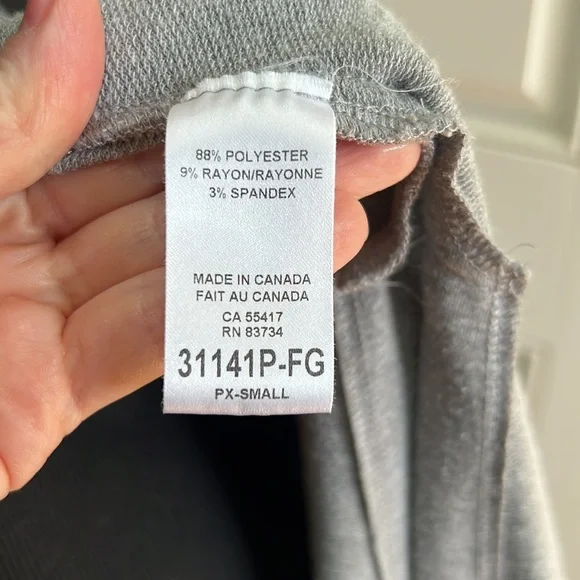 88% POLYESTER
9% RAYON/RAYONNE
3% SPANDEX
MADE IN CANADA
FAIT AU CANADA
CA 55417
RN 83734
31141P-FG
PX-SMALL